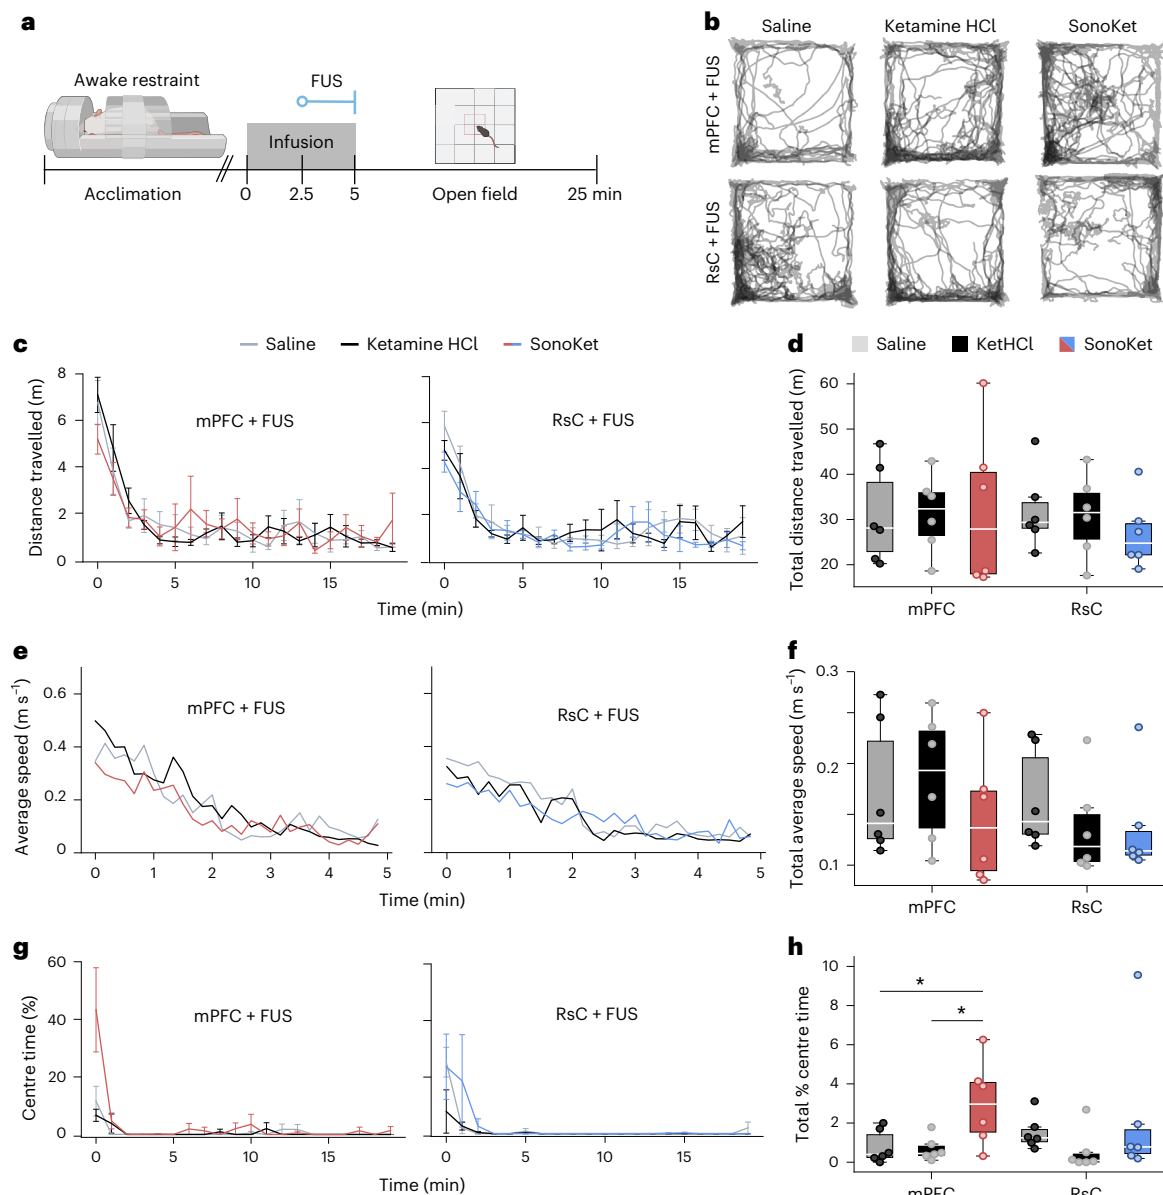 a
Awake restraint
FUS
Infusion
Acclimation
0
2.5
5
Open field
25 min
b
Saline
Ketamine HCl
SonoKet
mPFC + FUS
RsC + FUS
c
Saline
Ketamine HCl
SonoKet
Distance travelled (m)
8
6
4
2
0
mPFC + FUS
RsC + FUS
0 5 10 15
0 5 10 15
Time (min)
d
Saline
KetHCl
SonoKet
Total distance travelled (m)
60
50
40
30
20
mPFC
RsC
e
Average speed (m s⁻¹)
0.6
0.4
0.2
0
mPFC + FUS
RsC + FUS
0 1 2 3 4 5
0 1 2 3 4 5
Time (min)
f
Total average speed (m s⁻¹)
0.3
0.2
0.1
mPFC
RsC
g
Centre time (%)
60
40
20
0
mPFC + FUS
RsC + FUS
0 5 10 15
0 5 10 15
Time (min)
h
Total % centre time
10
8
6
4
2
0
*
*
mPFC
RsC